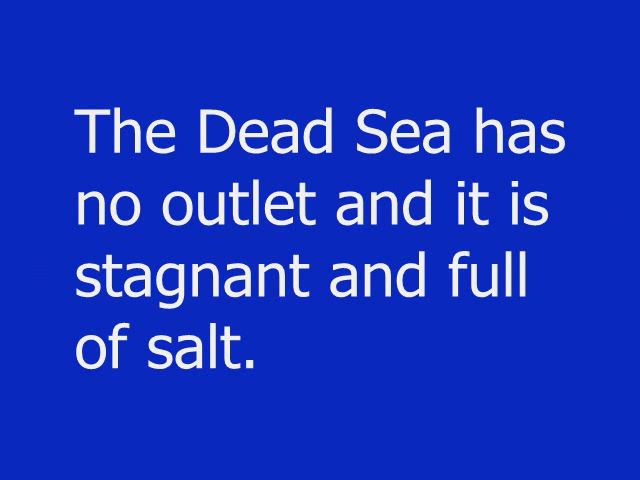 The Dead Sea has
no outlet and it is
stagnant and full
of salt.